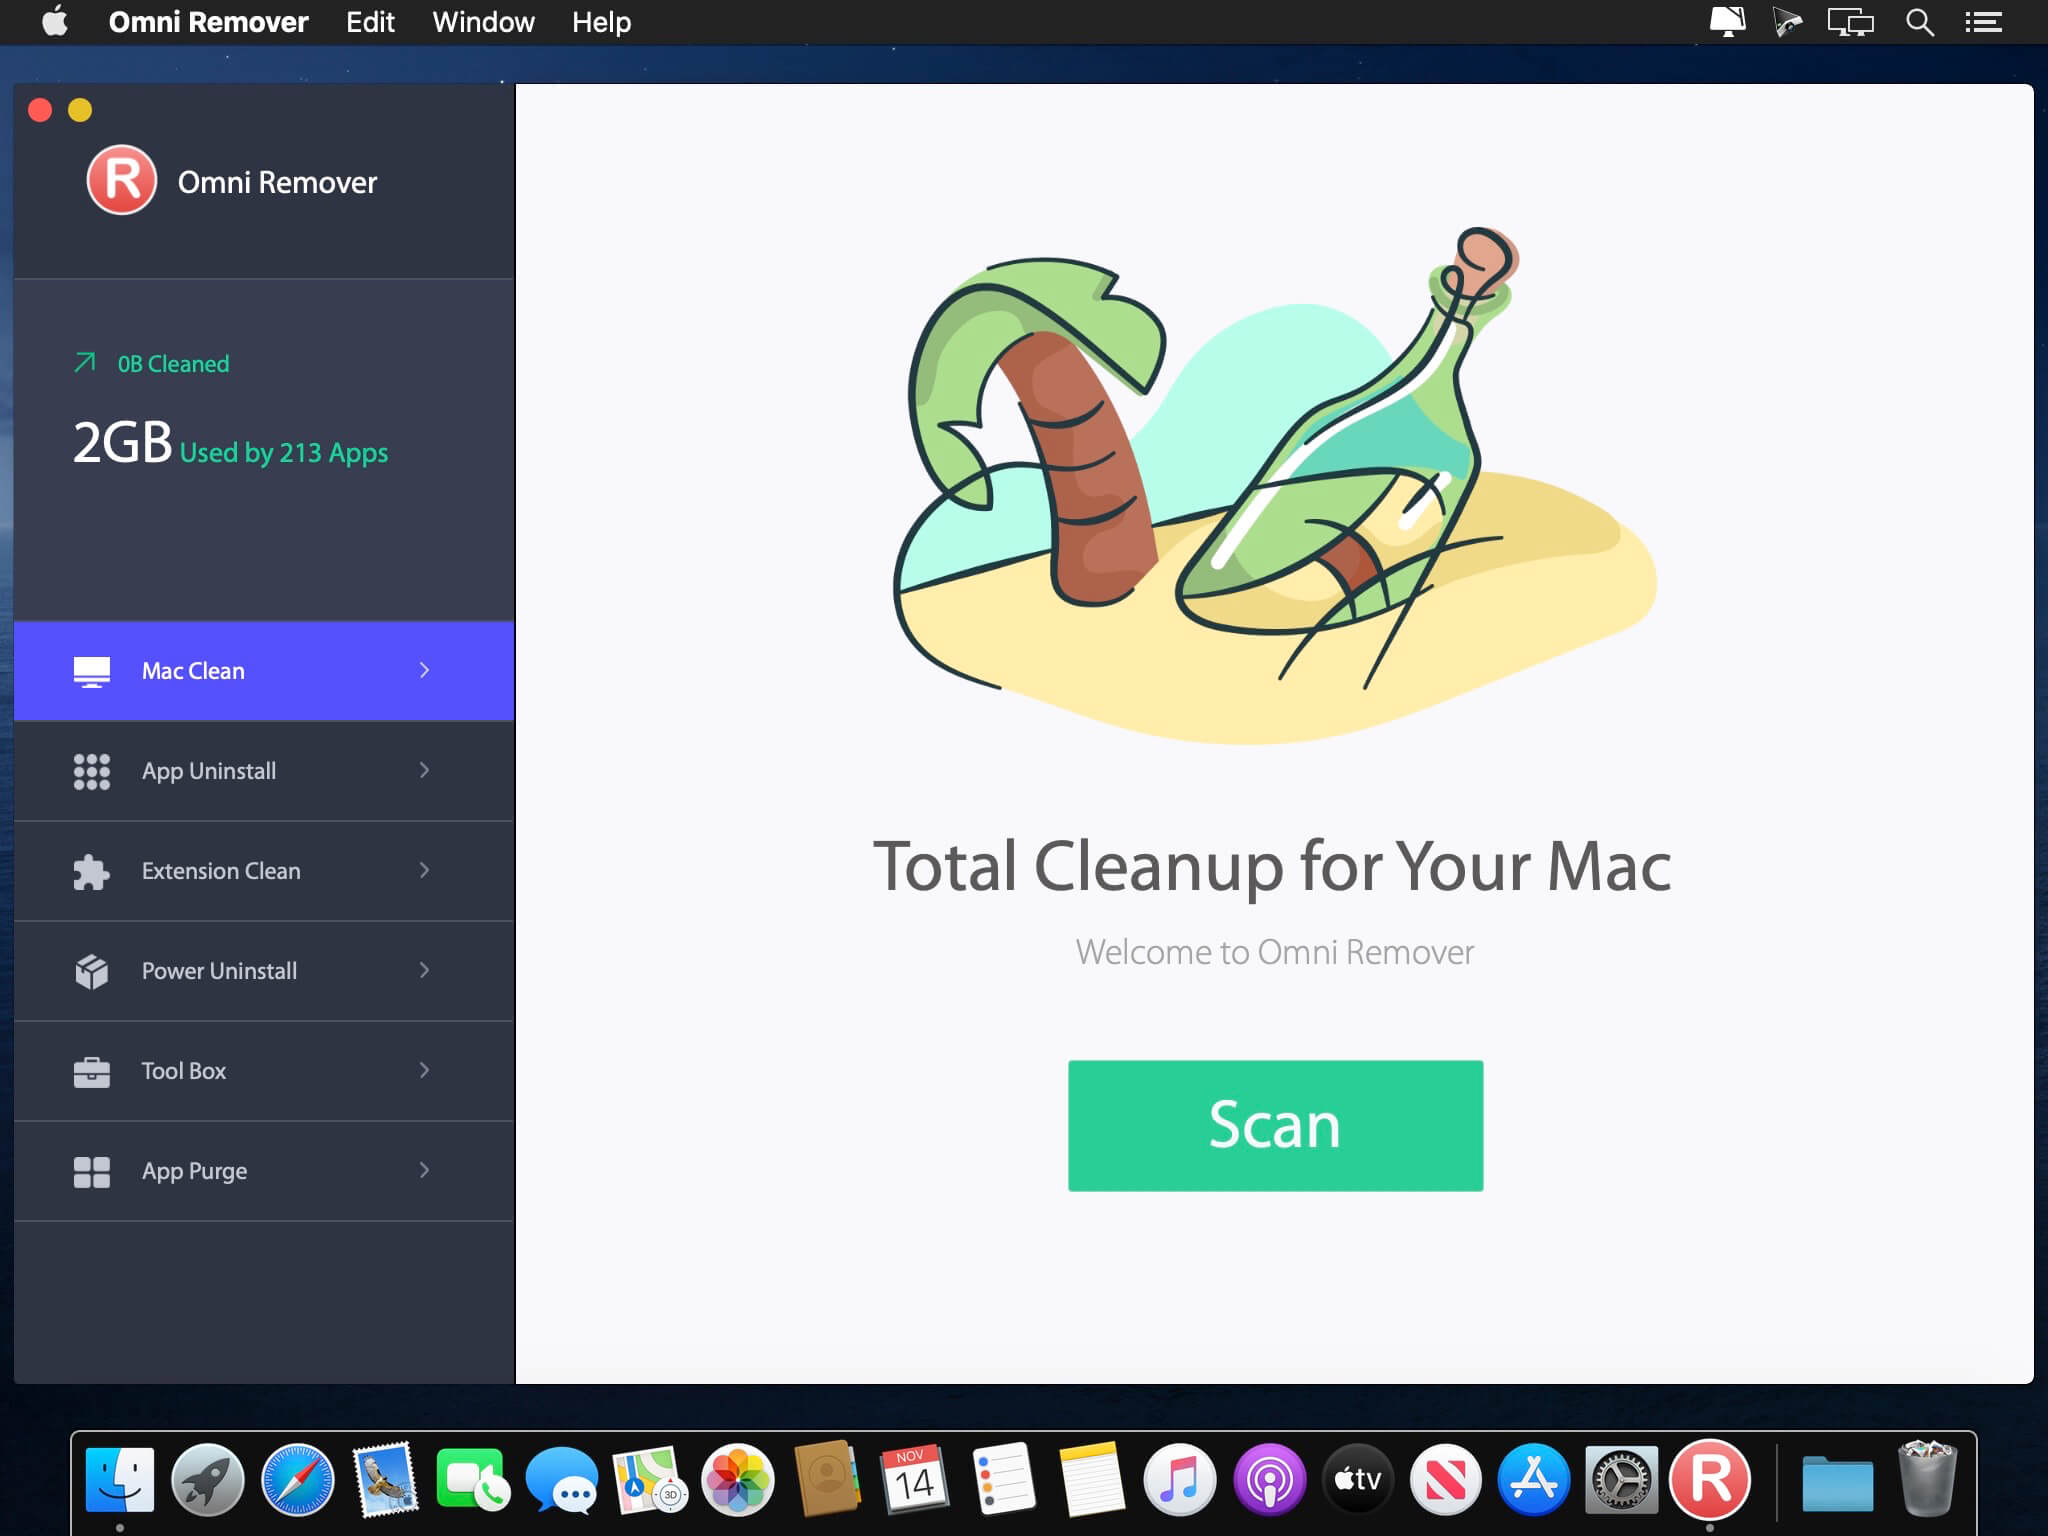 Omni Remover Edit Window Help
R Omni Remover
0B Cleaned
2GB Used by 213 Apps
Mac Clean
App Uninstall
Extension Clean
Power Uninstall
Tool Box
App Purge
Total Cleanup for Your Mac
Welcome to Omni Remover
Scan
3D
NOV
14
tv
R